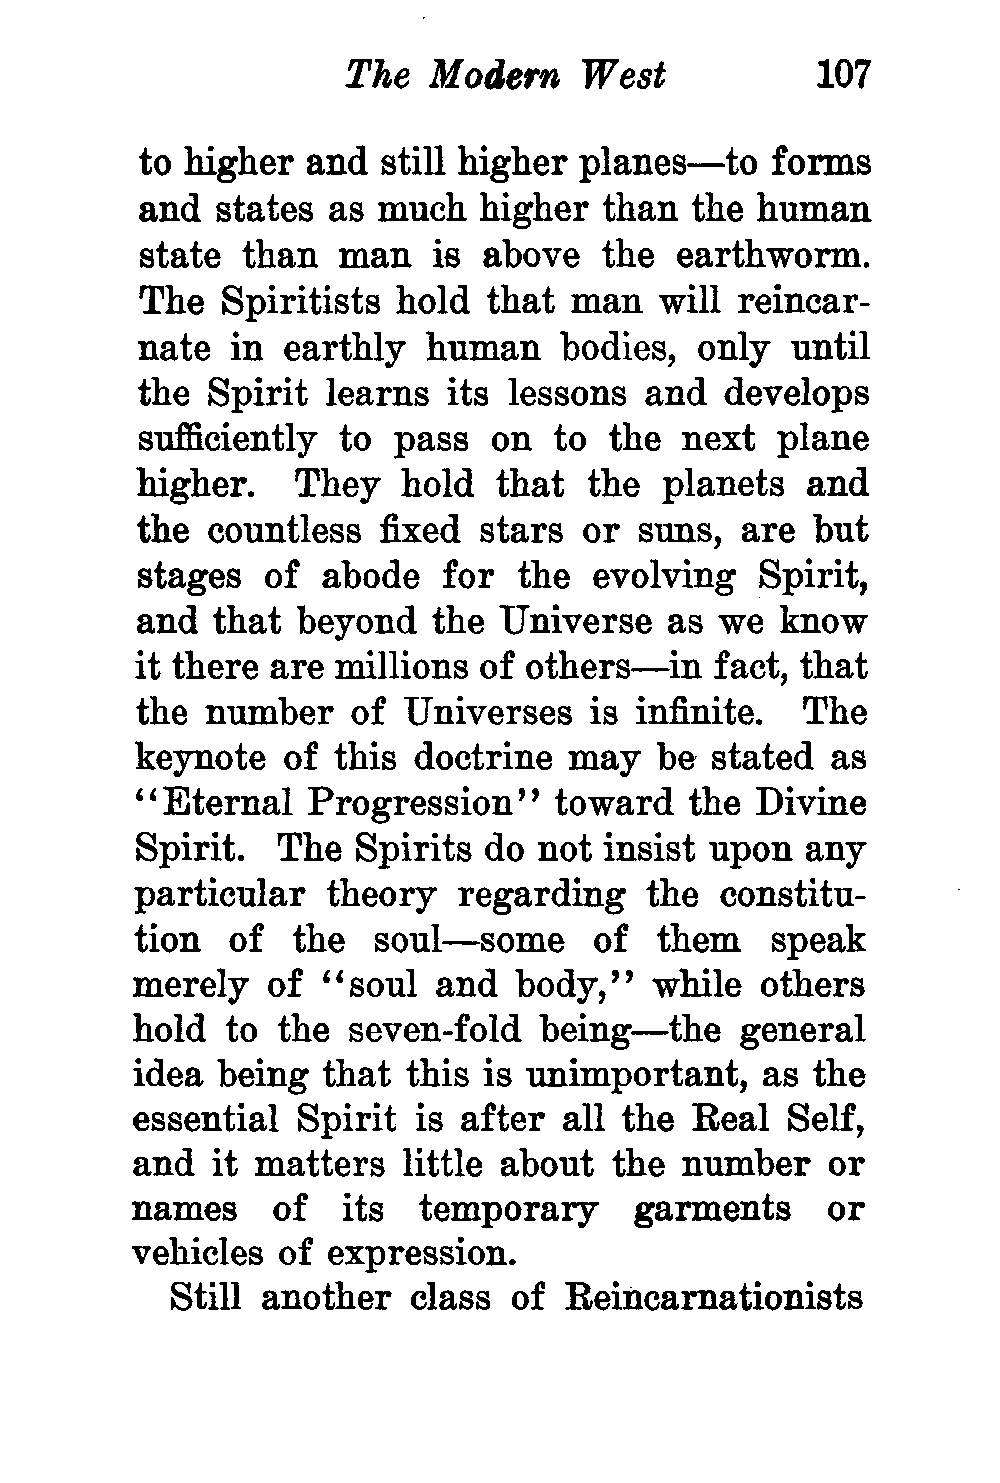 The Modern West 107
to higher and still higher planes—to forms
and states as much higher than the human
state than man is above the earthworm.
The Spiritists hold that man will reincar-
nate in earthly human bodies, only until
the Spirit learns its lessons and develops
sufficiently to pass on to the next plane
higher. They hold that the planets and
the countless fixed stars or suns, are but
stages of abode for the evolving Spirit,
and that beyond the Universe as we know
it there are millions of others—in fact, that
the number of Universes is infinite. The
keynote of this doctrine may be stated as
“Eternal Progression” toward the Divine
Spirit. The Spirits do not insist upon any
particular theory regarding the constitu-
tion of the soul—some of them speak
merely of “soul and body,” while others
hold to the seven-fold being—the general
idea being that this is unimportant, as the
essential Spirit is after all the Real Self,
and it matters little about the number or
names of its temporary garments or
vehicles of expression.
Still another class of Reincarnationists